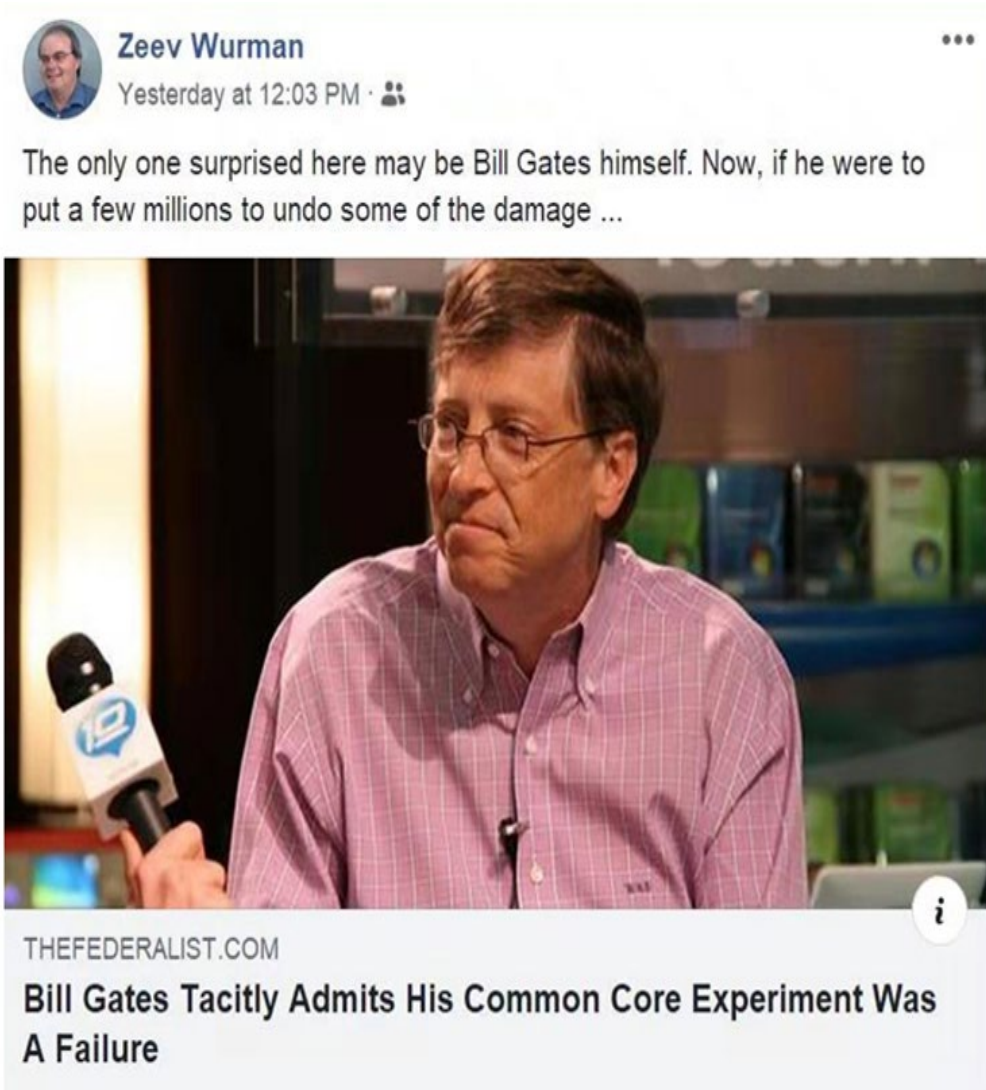 Zeev Wurman
Yesterday at 12:03 PM ·
The only one surprised here may be Bill Gates himself. Now, if he were to
put a few millions to undo some of the damage ...
10
i
THEFEDERALIST.COM
Bill Gates Tacitly Admits His Common Core Experiment Was
A Failure